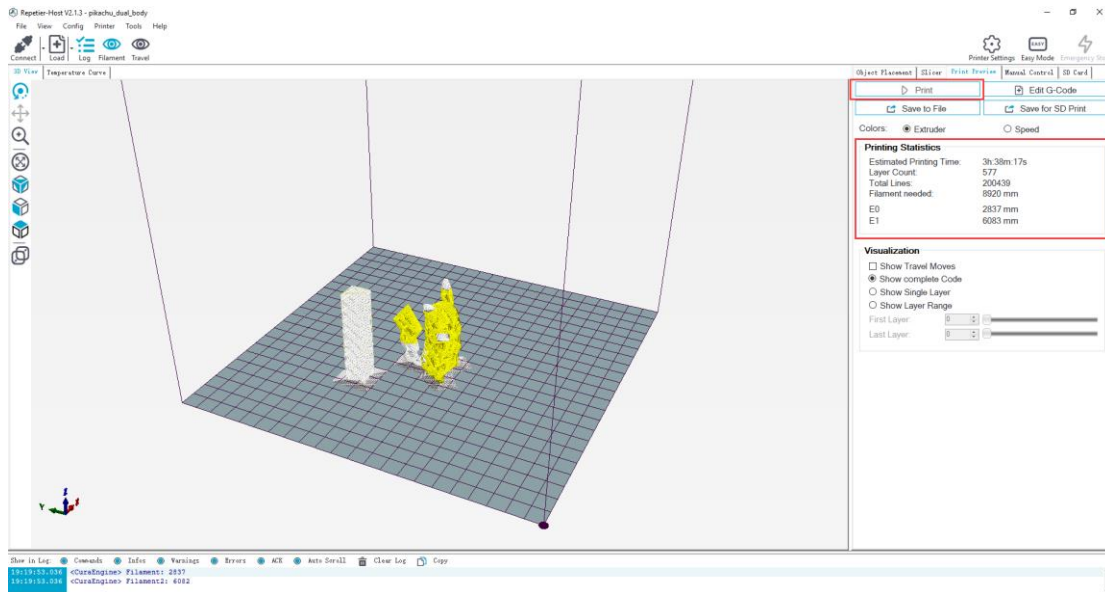 Repetier-Host V2.1.3 - pikachu_dual_body
File View Config Printer Tools Help
Connect Load Log Filament Travel
Printer Settings Easy Mode Emergency Sto
3D View Temperature Curve
Object Placement Slicer Print Preview Manual Control SD Card
Print Edit G-Code
Save to File Save for SD Print
Colors: Extruder Speed
Printing Statistics
Estimated Printing Time: 3h:38m:17s
Layer Count: 577
Total Lines: 200439
Filament needed: 8920 mm
E0 2837 mm
E1 6083 mm
Visualization
Show Travel Moves
Show complete Code
Show Single Layer
Show Layer Range
First Layer: 0
Last Layer: 0
Y Z
Show in Log: Commands Infos Warnings Errors ACK Auto Scroll Clear Log Copy
19:19:53.036 <CuraEngine> Filament: 2837
19:19:53.036 <CuraEngine> Filament2: 6082